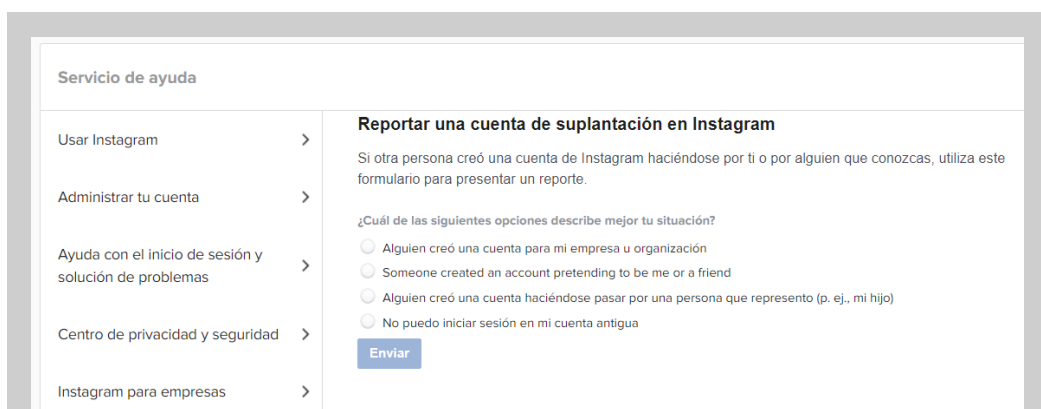 Servicio de ayuda
Usar Instagram
Administrar tu cuenta
Ayuda con el inicio de sesión y
solución de problemas
Centro de privacidad y seguridad
Instagram para empresas
Reportar una cuenta de suplantación en Instagram
Si otra persona creó una cuenta de Instagram haciéndose por ti o por alguien que conozcas, utiliza este
formulario para presentar un reporte.
¿Cuál de las siguientes opciones describe mejor tu situación?
Alguien creó una cuenta para mi empresa u organización
Someone created an account pretending to be me or a friend
Alguien creó una cuenta haciéndose pasar por una persona que represento (p. ej., mi hijo)
No puedo iniciar sesión en mi cuenta antigua
Enviar